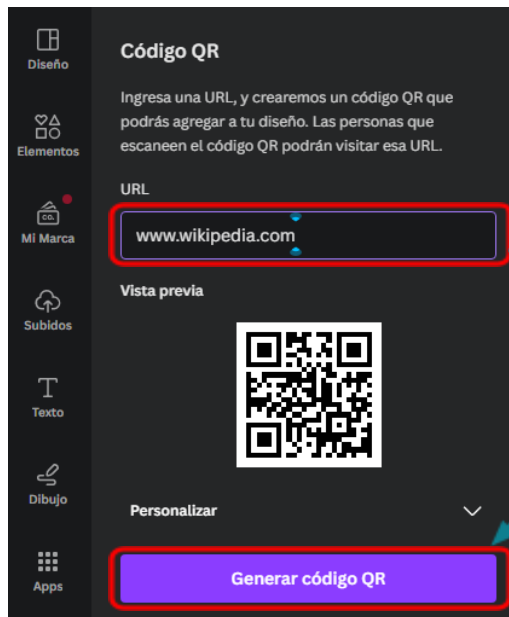 Diseño
Elementos
CO.
Mi Marca
Subidos
T
Texto
Dibujo
Apps
Código QR
Ingresa una URL, y crearemos un código QR que
podrás agregar a tu diseño. Las personas que
escaneen el código QR podrán visitar esa URL.
URL
www.wikipedia.com
Vista previa
Personalizar
Generar código QR